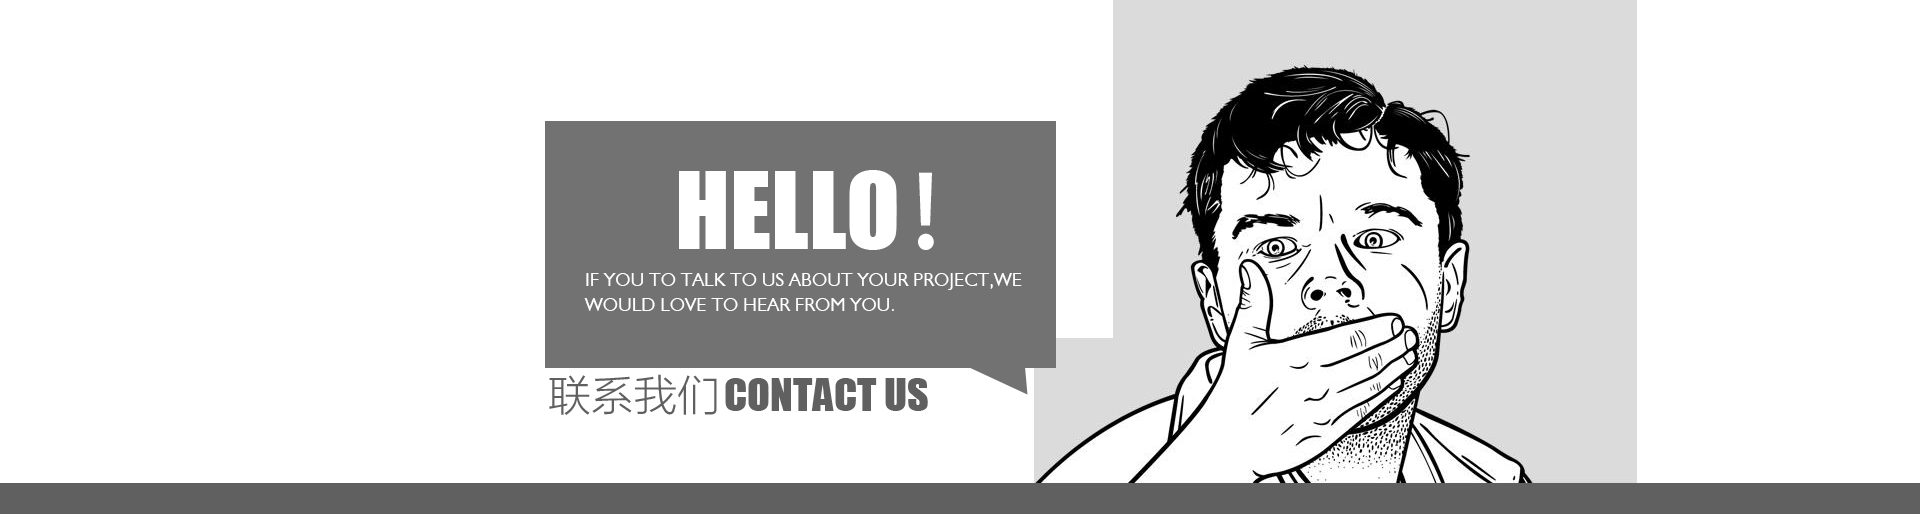 HELLO！
IF YOU TO TALK TO US ABOUT YOUR PROJECT,WE
WOULD LOVE TO HEAR FROM YOU.
联系我们 CONTACT US